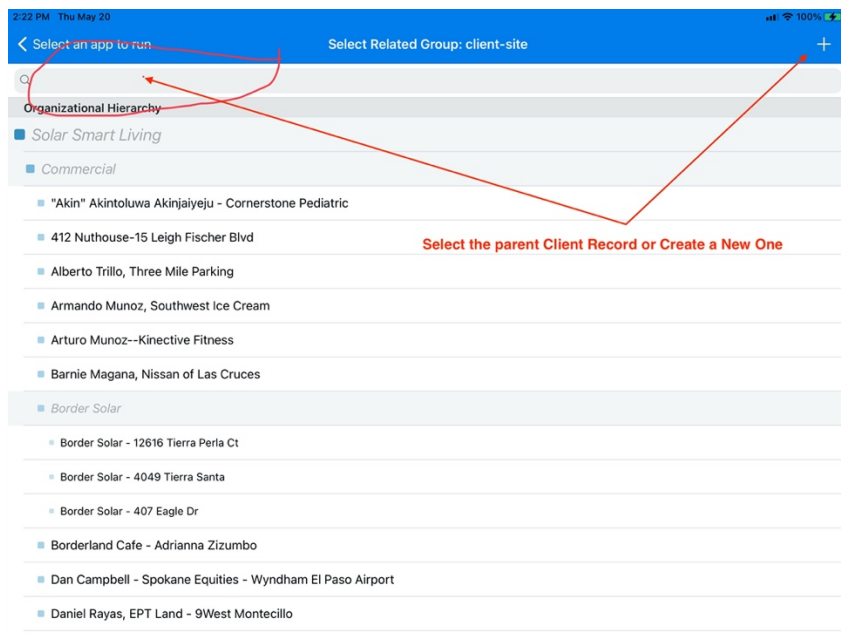 2:22 PM Thu May 20
100%
Select an app to run
Select Related Group: client-site
Organizational Hierarchy
Solar Smart Living
Commercial
"Akin" Akintoluwa Akinjaiyeju - Cornerstone Pediatric
412 Nuthouse-15 Leigh Fischer Blvd
Select the parent Client Record or Create a New One
Alberto Trillo, Three Mile Parking
Armando Munoz, Southwest Ice Cream
Arturo Munoz--Kinective Fitness
Barnie Magana, Nissan of Las Cruces
Border Solar
Border Solar - 12616 Tierra Perla Ct
Border Solar - 4049 Tierra Santa
Border Solar - 407 Eagle Dr
Borderland Cafe - Adrianna Zizumbo
Dan Campbell - Spokane Equities - Wyndham El Paso Airport
Daniel Rayas, EPT Land - 9West Montecillo